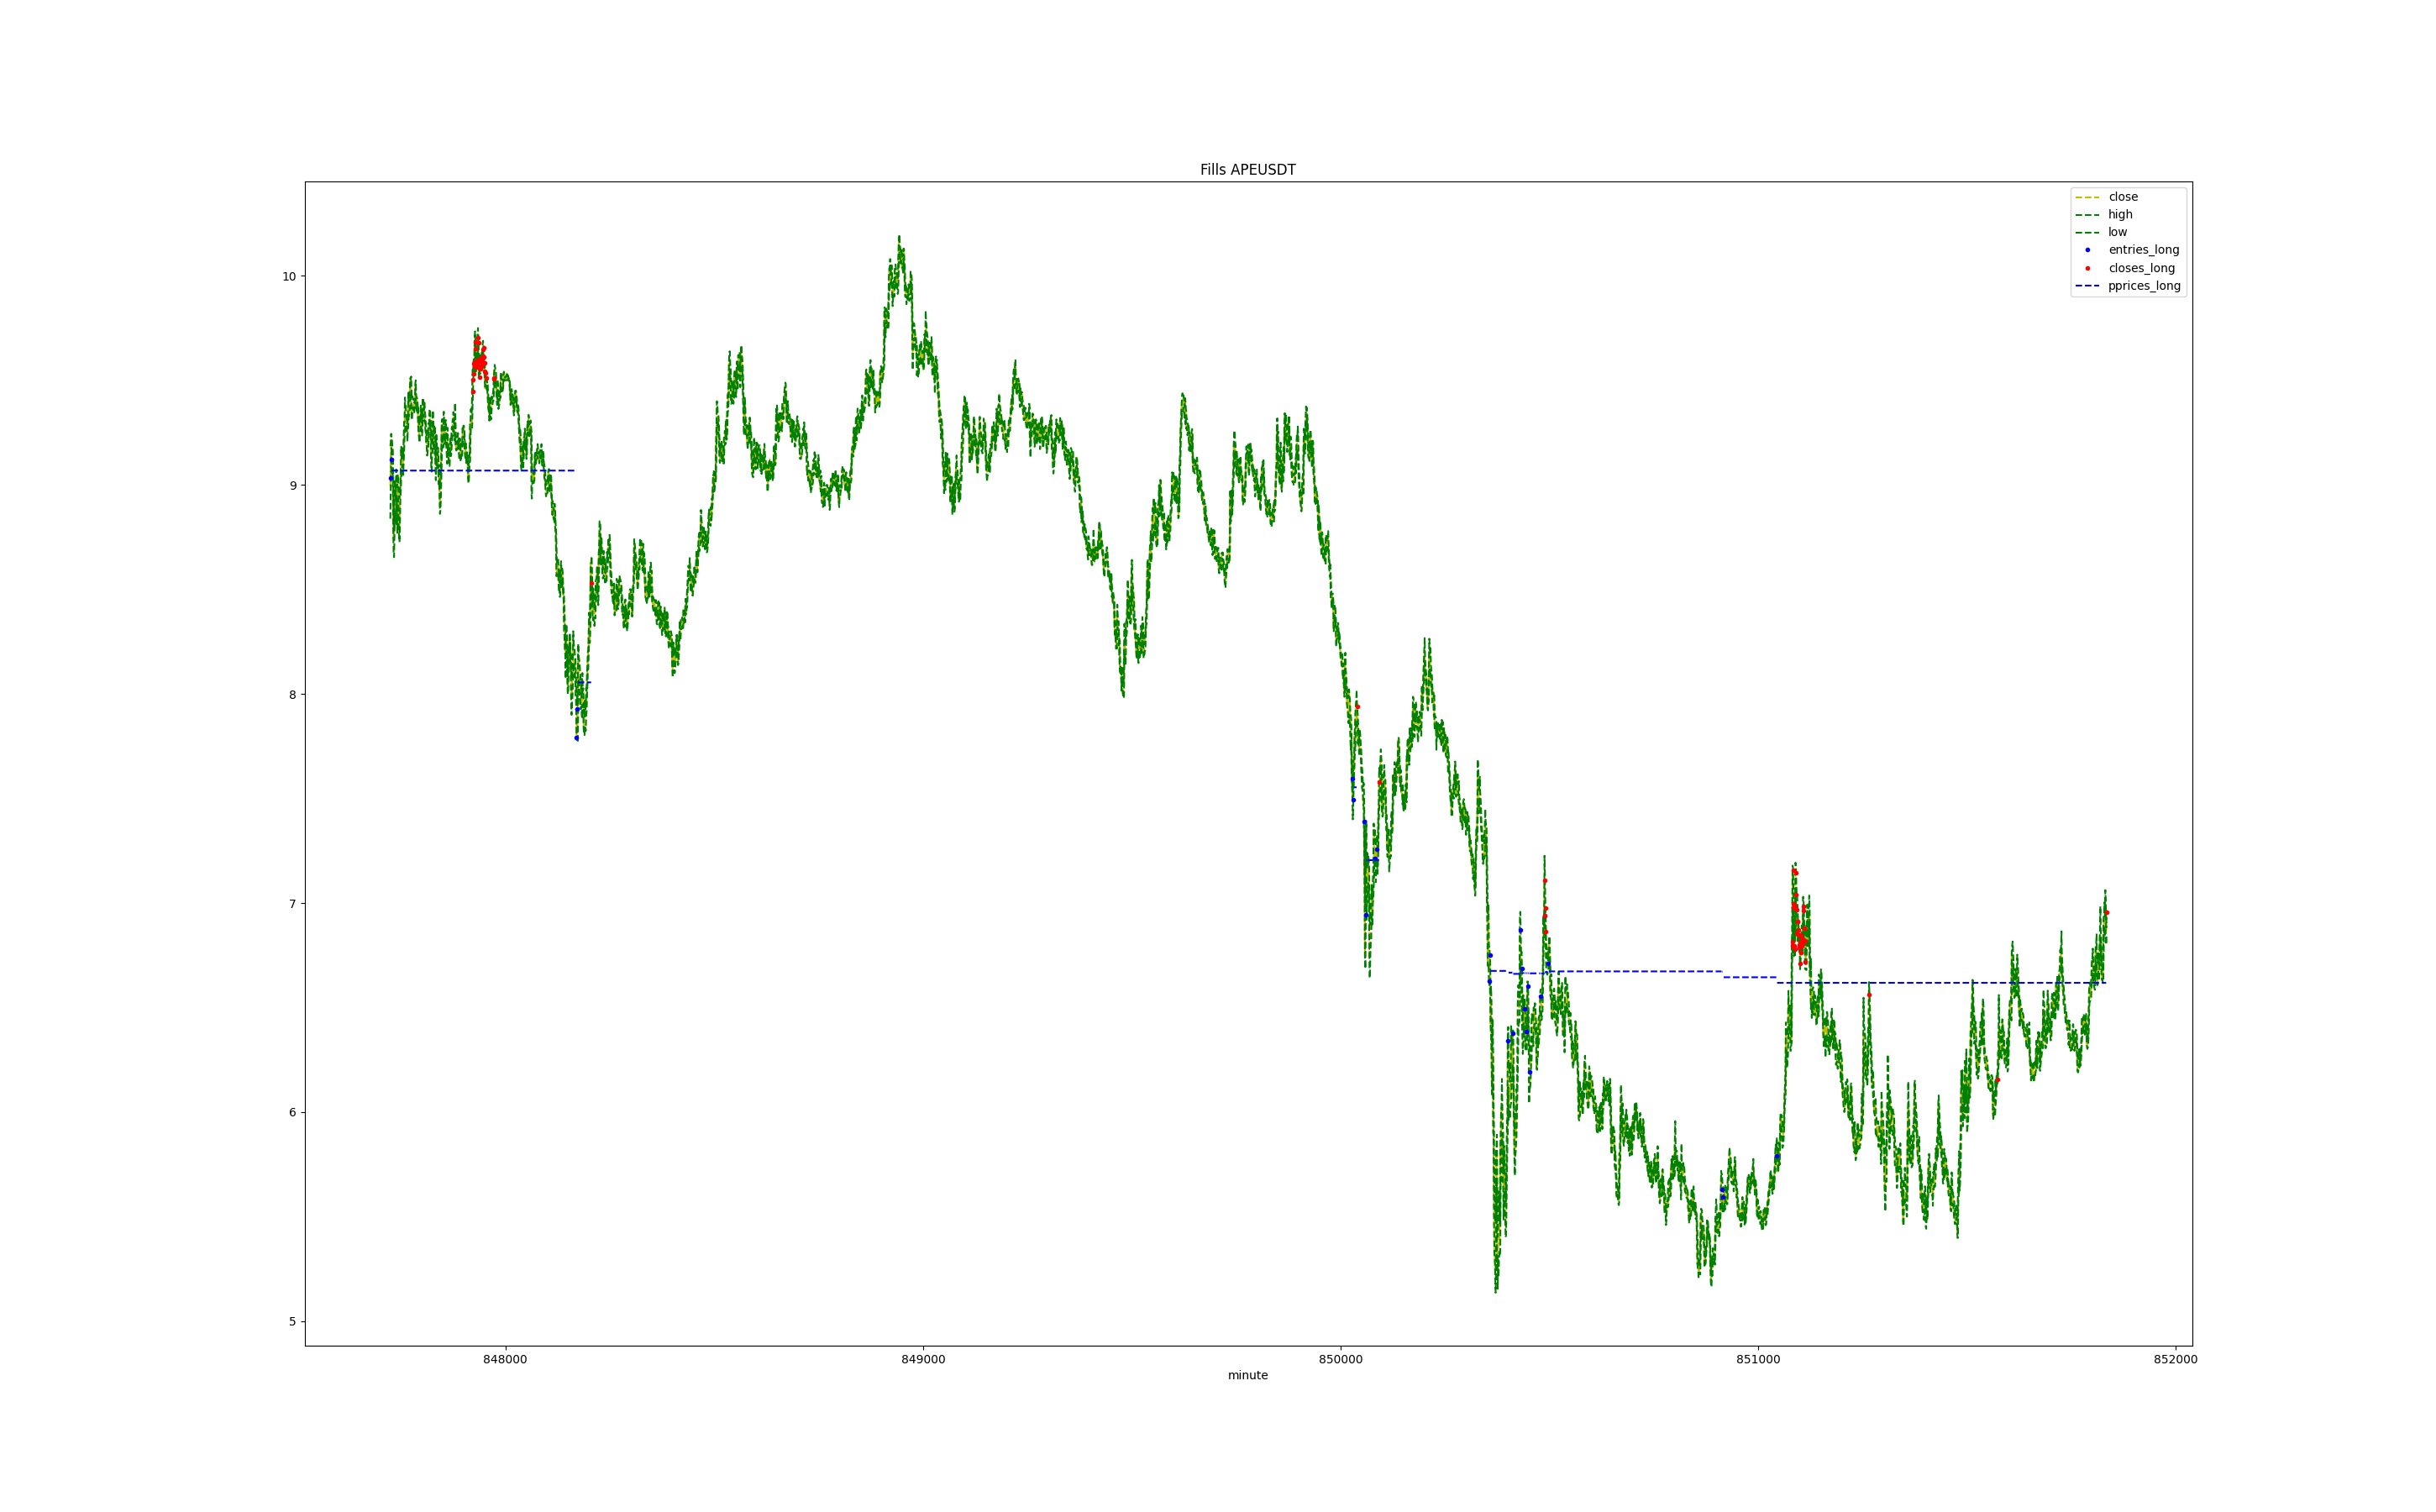 Fills APEUSDT
close
high
low
entries_long
closes_long
pprices_long
10
9
8
7
6
5
848000 849000 850000 851000 852000
minute